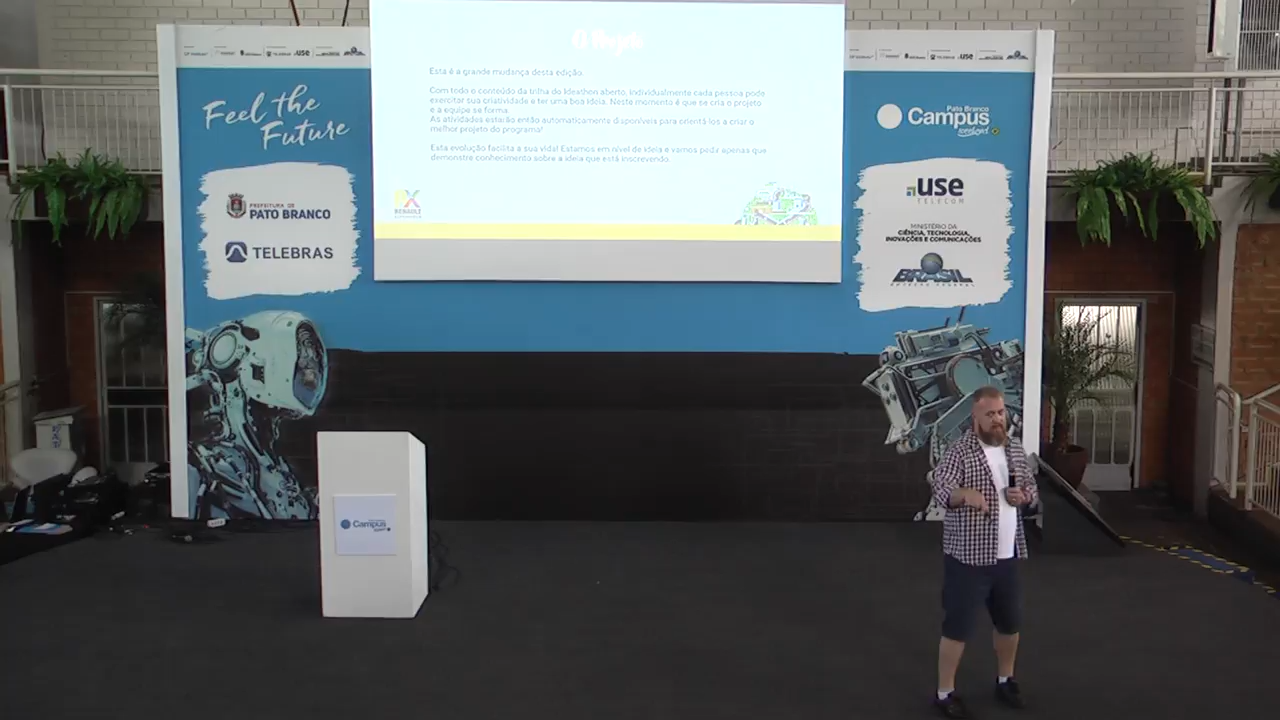 O Projeto
Esta é a grande mudança desta edição.
Com todo o conteúdo da trilha do Ideathon aberto, individualmente cada pessoa pode
exercitar sua criatividade e ter uma boa ideia. Neste momento é que se cria o projeto
e a equipe se forma.
As atividades estarão então automaticamente disponíveis para orientá-los a criar o
melhor projeto do programa!
Esta evolução facilita a sua vida! Estamos em nível de ideia e vamos pedir apenas que
demonstre conhecimento sobre a ideia que está inscrevendo.
Feel the
Future
PREFEITURA DE
PATO BRANCO
TELEBRAS
Pato Branco
Campus
weekend
use
TELECOM
MINISTÉRIO DA
CIÊNCIA, TECNOLOGIA,
INOVAÇÕES E COMUNICAÇÕES
BRASIL
GOVERNO FEDERAL
Campus